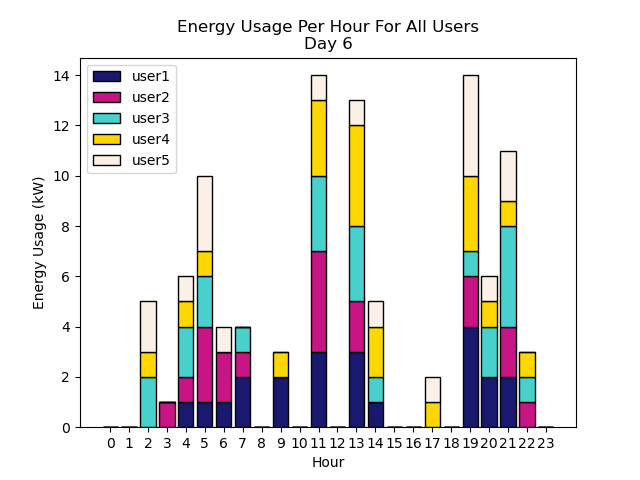 Energy Usage Per Hour For All Users
Day 6
user1
user2
user3
user4
user5
Energy Usage (kW)
14
12
10
8
6
4
2
0
0 1 2 3 4 5 6 7 8 9 10 11 12 13 14 15 16 17 18 19 20 21 22 23
Hour